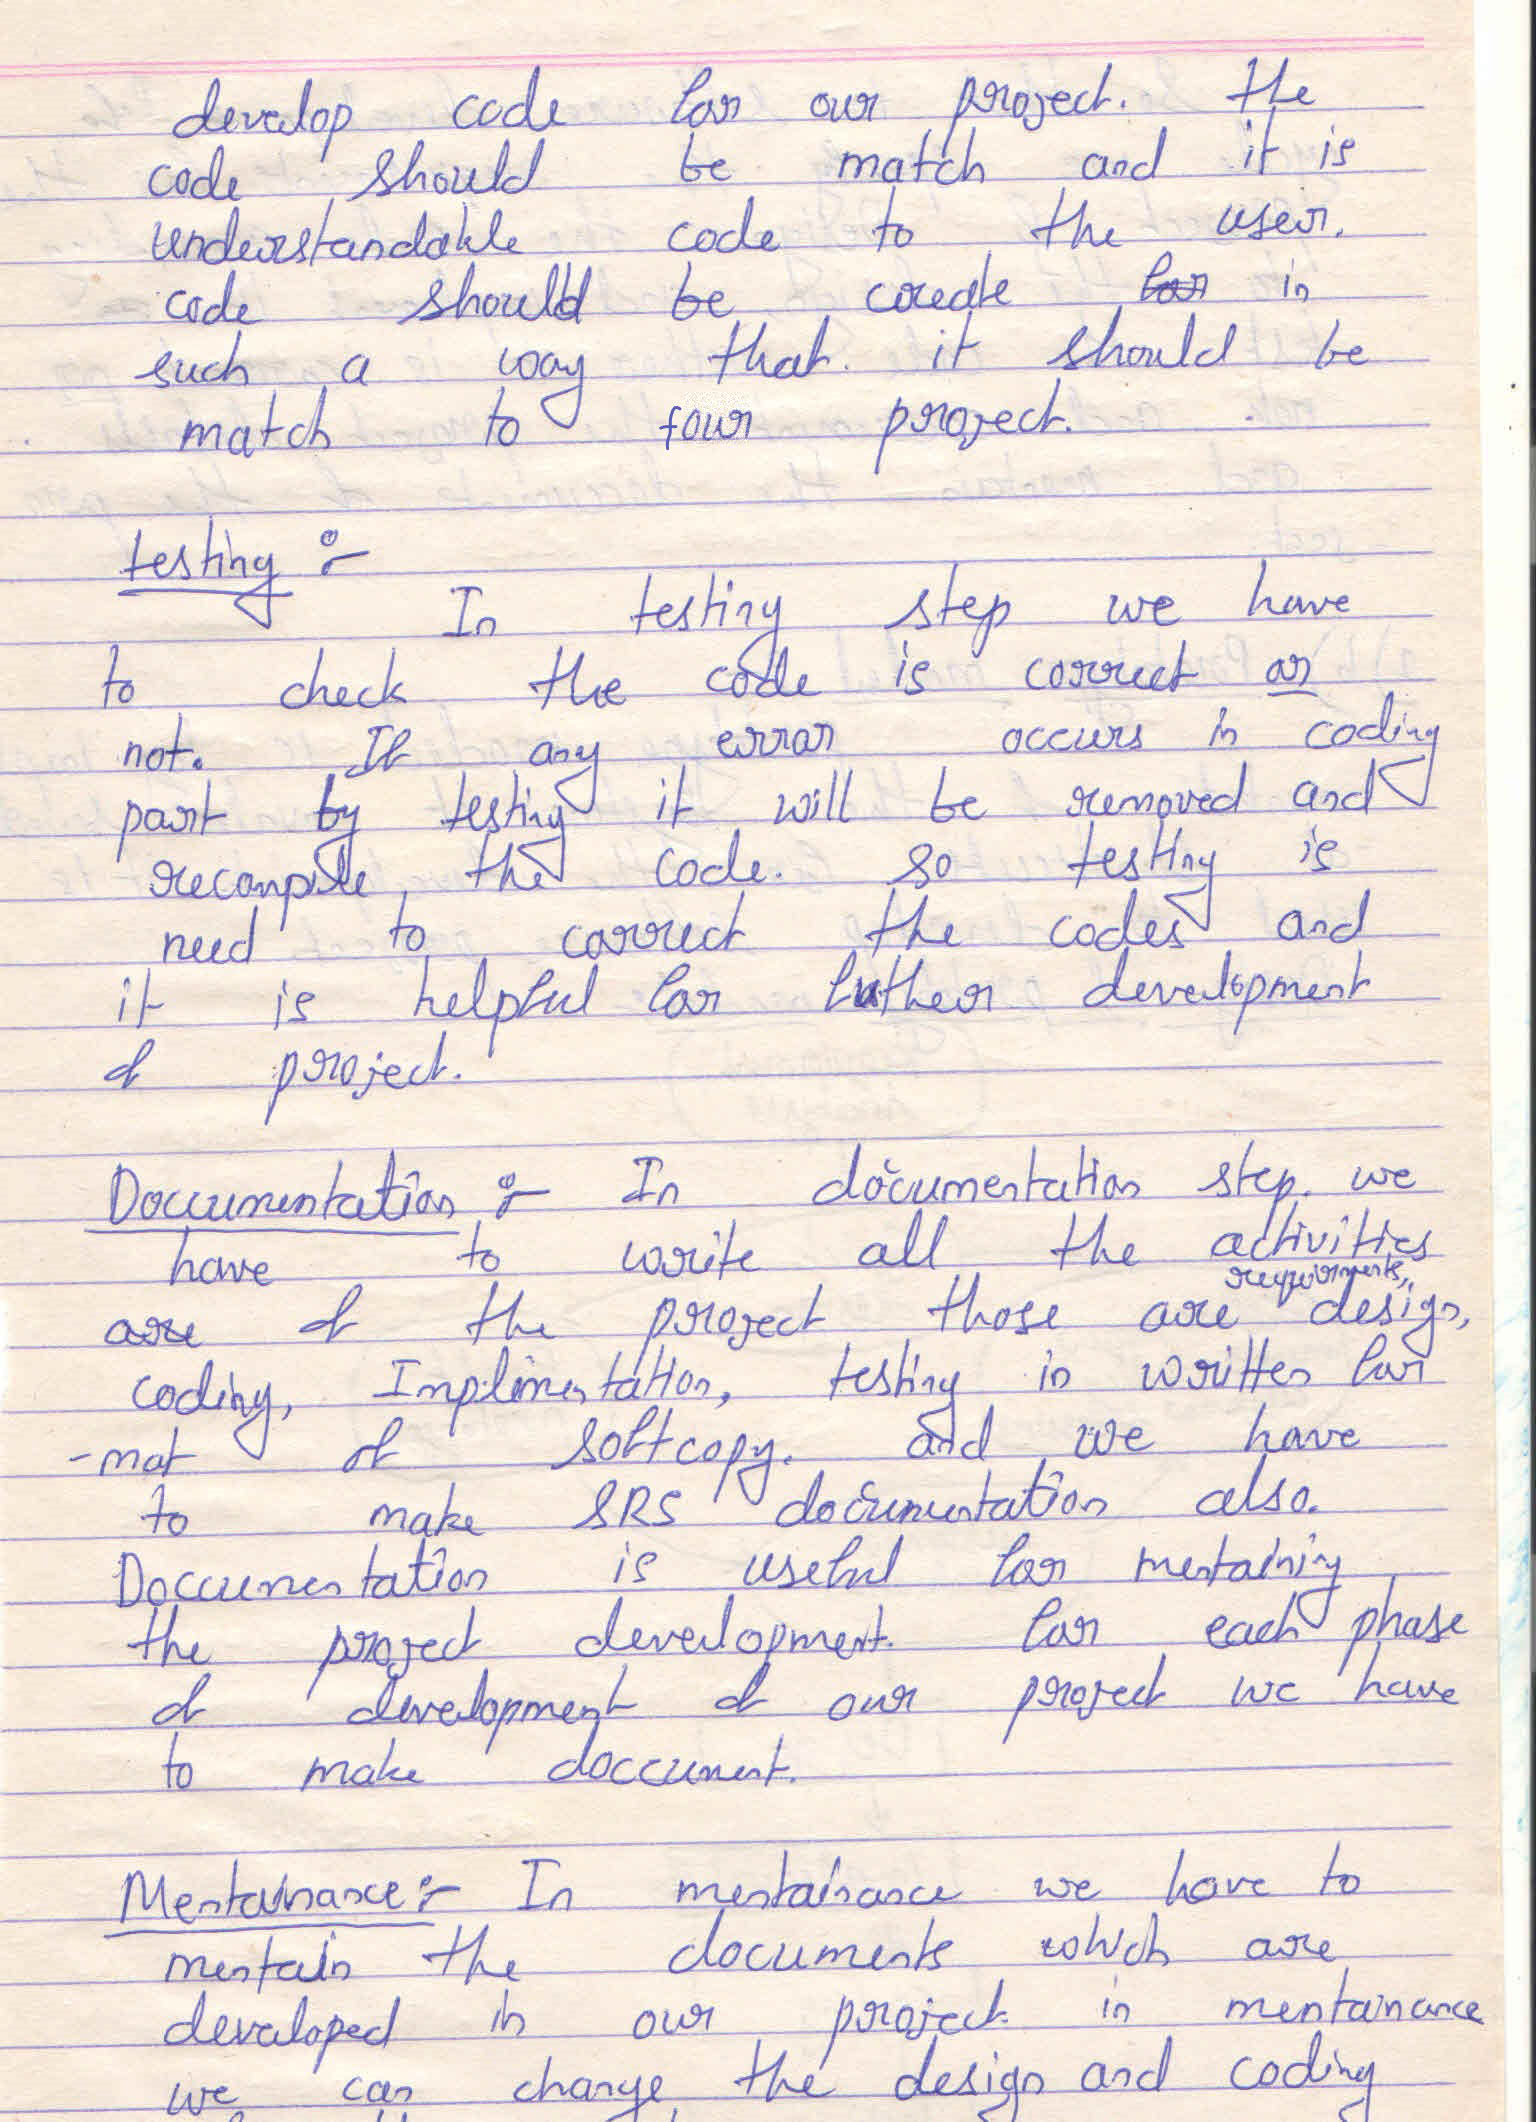 develop code for our project. the
code should be match and it is
understandable code to the user.
code should be create for in
such a way that. it should be
match to four project.
testing :-
In testing step we have
to check the code is correct or
not. If any error occurs in coding
part by testing it will be removed and
recompile, the code. so testing is
need to correct the codes and
it is helpful for futher development
of project.
Doccumentation :- In documentation step. we
have to write all the activities
requirments,
are of the project those are design,
coding, Implimentation, testing in written for
-mat of softcopy. and we have
to make SRS documentation also.
Doccumentation is useful for mentaining
the project development. for each phase
of development of our project we have
to make doccument.
Mentainance :- In mentainance we have to
mentain the documents which are
developed in our project in mentainance
we can change the design and coding